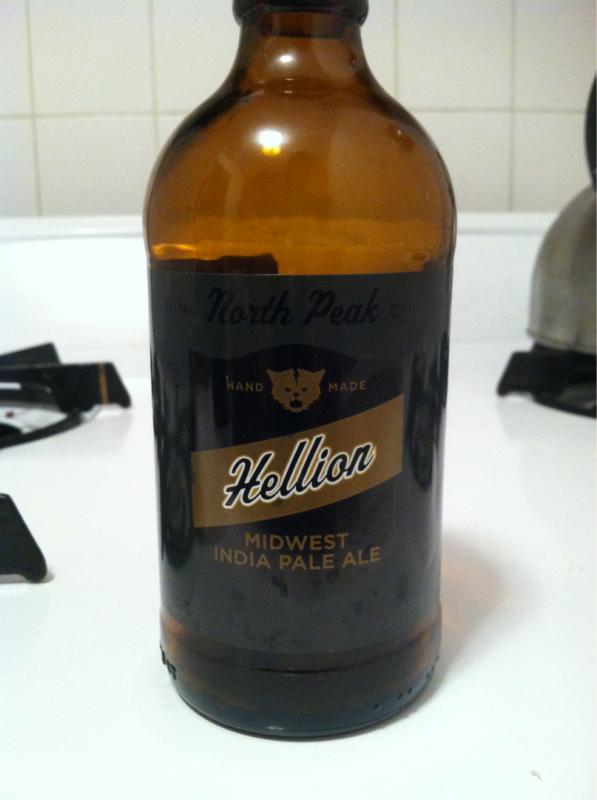 North Peak
HAND MADE
Hellion
MIDWEST
INDIA PALE ALE